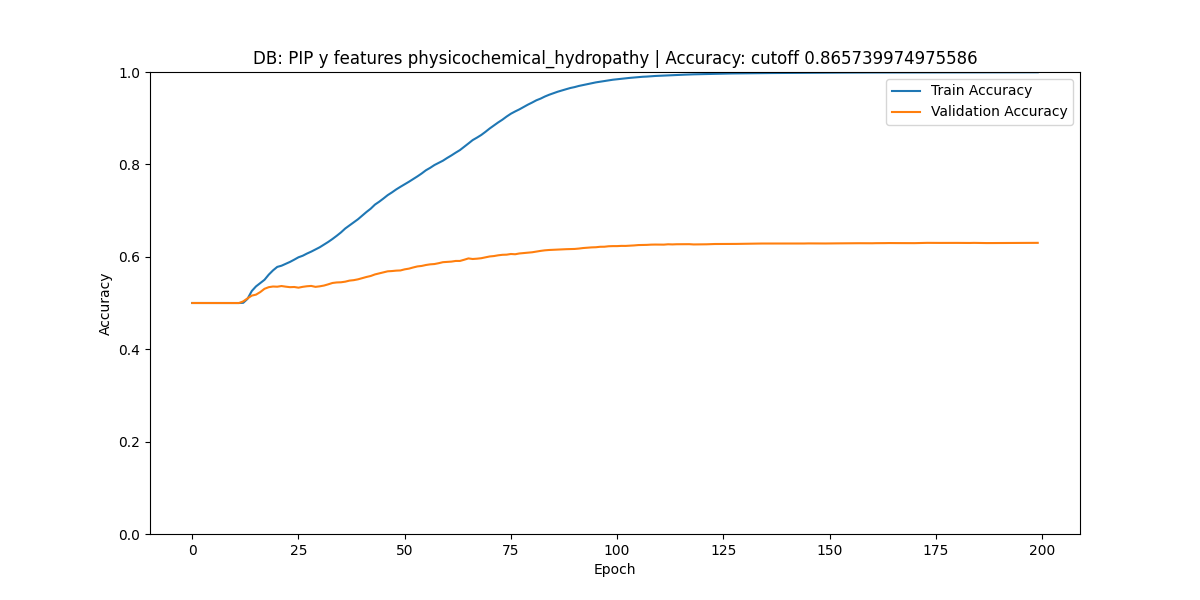 DB: PIP y features physicochemical_hydropathy | Accuracy: cutoff 0.865739974975586
Train Accuracy
Validation Accuracy
1.0
0.8
0.6
0.4
0.2
0.0
Accuracy
0 25 50 75 100 125 150 175 200
Epoch